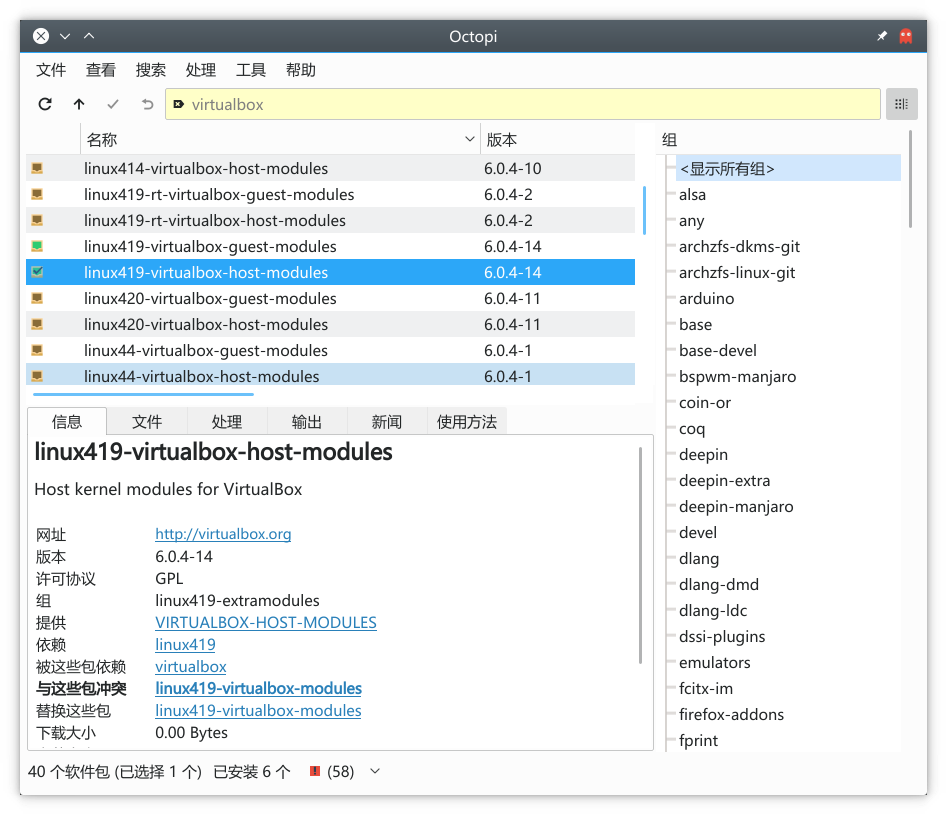 Octopi
文件 查看 搜索 处理 工具 帮助
virtualbox
名称 版本
linux414-virtualbox-host-modules 6.0.4-10
linux419-rt-virtualbox-guest-modules 6.0.4-2
linux419-rt-virtualbox-host-modules 6.0.4-2
linux419-virtualbox-guest-modules 6.0.4-14
linux419-virtualbox-host-modules 6.0.4-14
linux420-virtualbox-guest-modules 6.0.4-11
linux420-virtualbox-host-modules 6.0.4-11
linux44-virtualbox-guest-modules 6.0.4-1
linux44-virtualbox-host-modules 6.0.4-1
信息 文件 处理 输出 新闻 使用方法
linux419-virtualbox-host-modules
Host kernel modules for VirtualBox
网址 http://virtualbox.org
版本 6.0.4-14
许可协议 GPL
组 linux419-extramodules
提供 VIRTUALBOX-HOST-MODULES
依赖 linux419
被这些包依赖 virtualbox
与这些包冲突 linux419-virtualbox-modules
替换这些包 linux419-virtualbox-modules
下载大小 0.00 Bytes
组
<显示所有组>
alsa
any
archzfs-dkms-git
archzfs-linux-git
arduino
base
base-devel
bspwm-manjaro
coin-or
coq
deepin
deepin-extra
deepin-manjaro
devel
dlang
dlang-dmd
dlang-ldc
dssi-plugins
emulators
fcitx-im
firefox-addons
fprint
40 个软件包 (已选择 1 个) 已安装 6 个 (58)